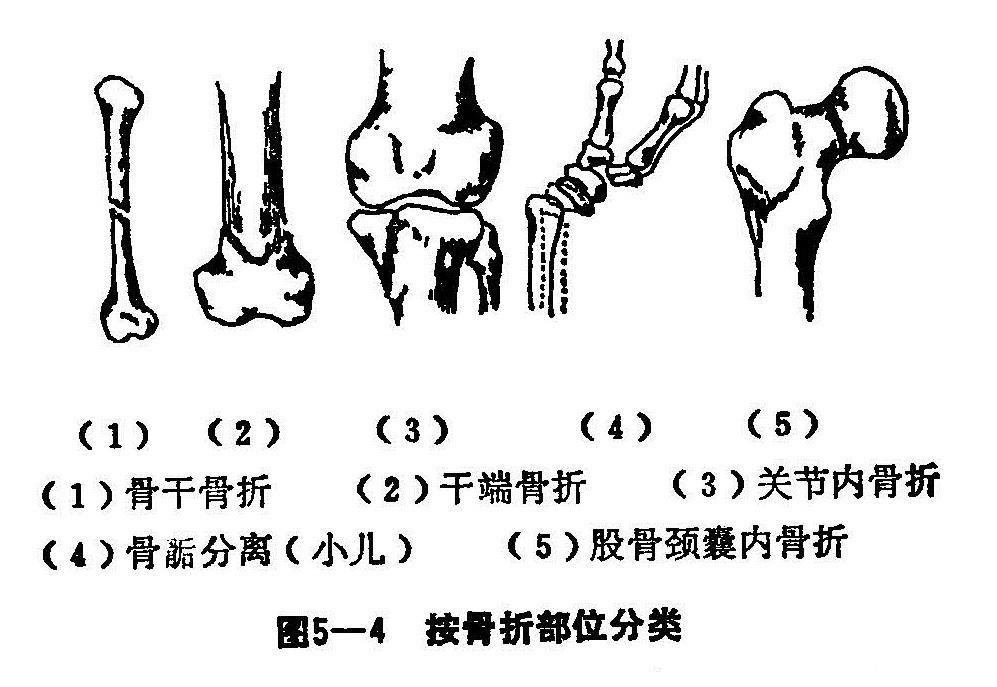 （1） （2） （3） （4） （5）
（1）骨干骨折 （2）干端骨折 （3）关节内骨折
（4）骨骺分离（小儿） （5）股骨颈囊内骨折
图5—4 按骨折部位分类